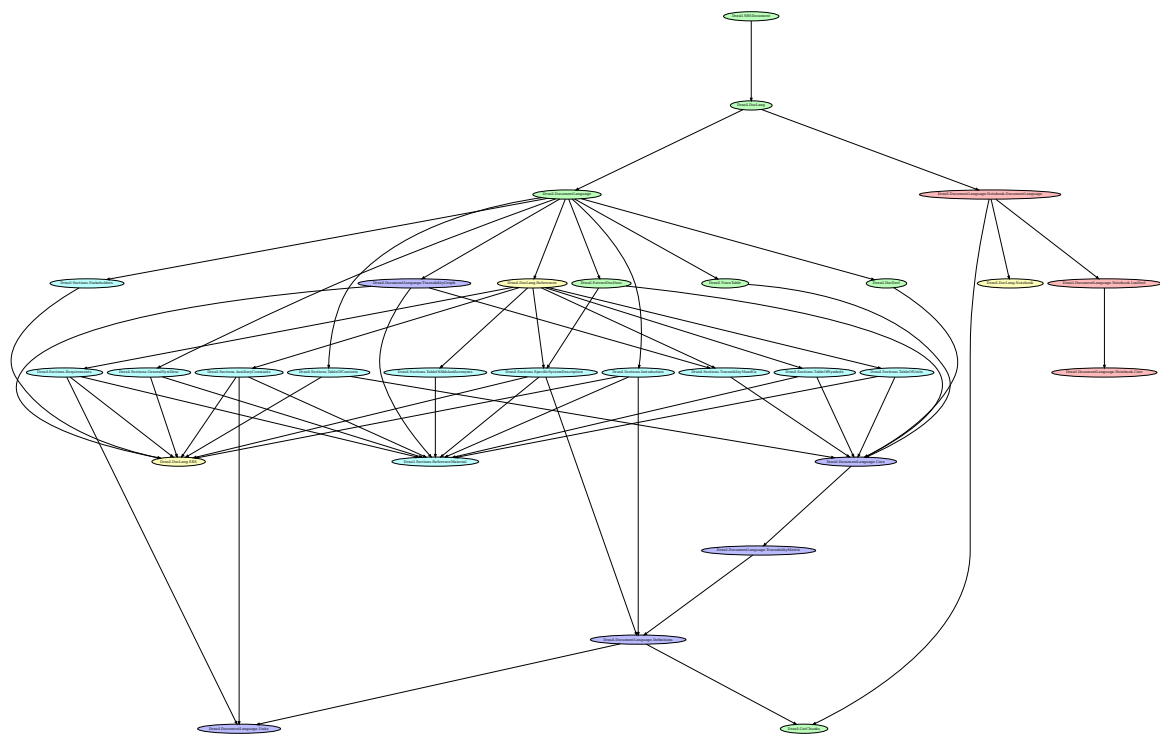 Drasil.SRSDocument
Drasil.DocLang
Drasil.DocumentLanguage
Drasil.DocumentLanguage.Notebook.DocumentLanguage
Drasil.Sections.Stakeholders
Drasil.DocumentLanguage.TraceabilityGraph
Drasil.DocLang.References
Drasil.ExtractDocDesc
Drasil.TraceTable
Drasil.DocDecl
Drasil.DocLang.Notebook
Drasil.DocumentLanguage.Notebook.LsnDecl
Drasil.Sections.Requirements
Drasil.Sections.GeneralSystDesc
Drasil.Sections.AuxiliaryConstants
Drasil.Sections.TableOfContents
Drasil.Sections.TableOfAbbAndAcronyms
Drasil.Sections.SpecificSystemDescription
Drasil.Sections.Introduction
Drasil.Sections.TraceabilityMandGs
Drasil.Sections.TableOfSymbols
Drasil.Sections.TableOfUnits
Drasil.DocumentLanguage.Notebook.Core
Drasil.DocLang.SRS
Drasil.Sections.ReferenceMaterial
Drasil.DocumentLanguage.Core
Drasil.DocumentLanguage.TraceabilityMatrix
Drasil.DocumentLanguage.Definitions
Drasil.DocumentLanguage.Units
Drasil.GetChunks